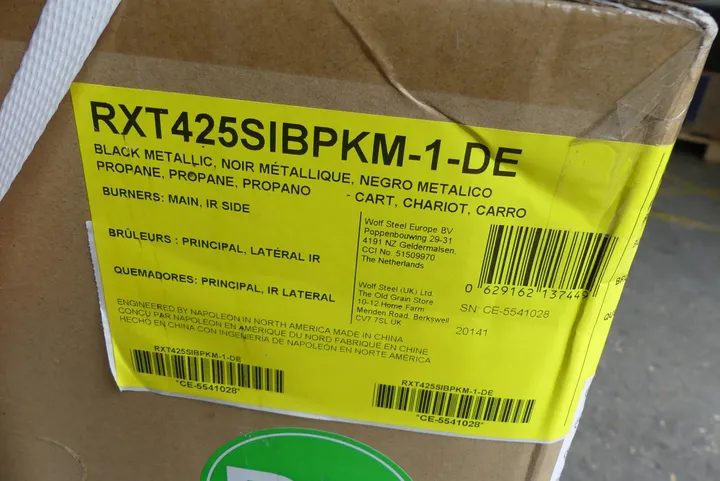 RXT425SIBPKM-1-DE
BLACK METALLIC, NOIR MÉTALLIQUE, NEGRO METALICO
PROPANE, PROPANE, PROPANO - CART, CHARIOT, CARRO
BURNERS: MAIN, IR SIDE
BRÛLEURS : PRINCIPAL, LATÉRAL IR
QUEMADORES: PRINCIPAL, IR LATERAL
Wolf Steel Europe BV
Poppenbouwing 29-31
4191 NZ Geldermalsen,
CCI No 51509970
The Netherlands
Wolf Steel (UK) Ltd.
The Old Grain Store
10-12 Home Farm
Meriden Road, Berkswell
CV7 7SL UK
0 629162 137449
SN: CE-5541028
20141
ENGINEERED BY NAPOLEON IN NORTH AMERICA MADE IN CHINA
CONÇU PAR NAPOLÉON EN AMÉRIQUE DU NORD FABRIQUE EN CHINE
HECHO EN CHINA CON INGENIERÍA DE NAPOLEÓN EN NORTE AMÉRICA
RXT425SIBPKM-1-DE
"CE-5541028"
RXT425SIBPKM-1-DE
"CE-5541028"